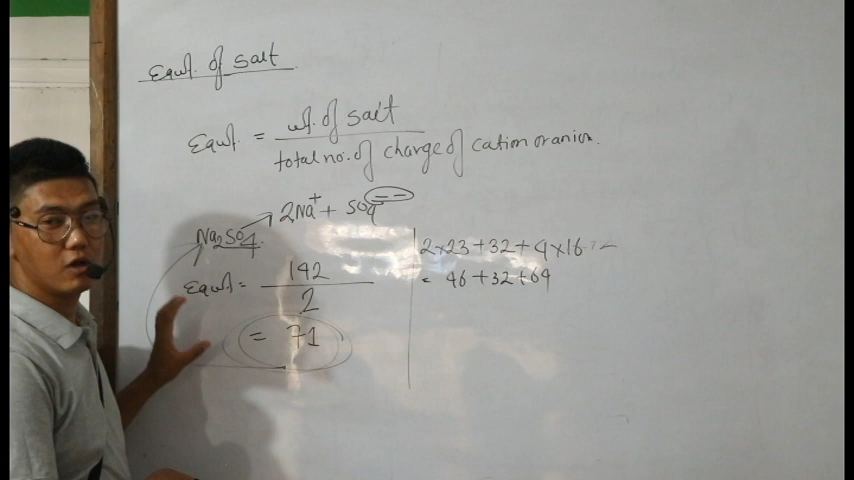 Eqwt. of salt
Eqwt. = wt. of salt
total no. of charge of cation or anion.
Na2SO4. 2Na+ + SO4--
Eqwt = 142
2
= 71
2×23+32+4×16 =
= 46+32+64